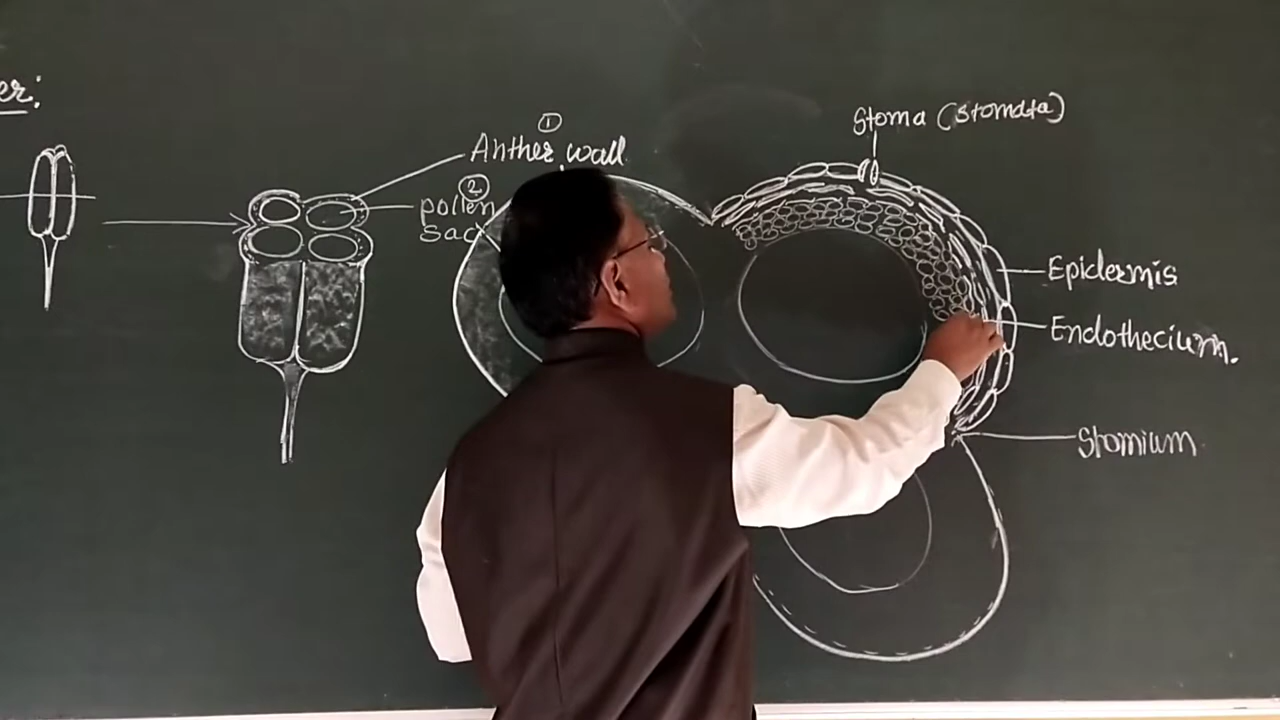 er:
① 
Anther wall
②
pollen
sac
Stoma (stomata)
Epidermis
Endothecium.
Stomium